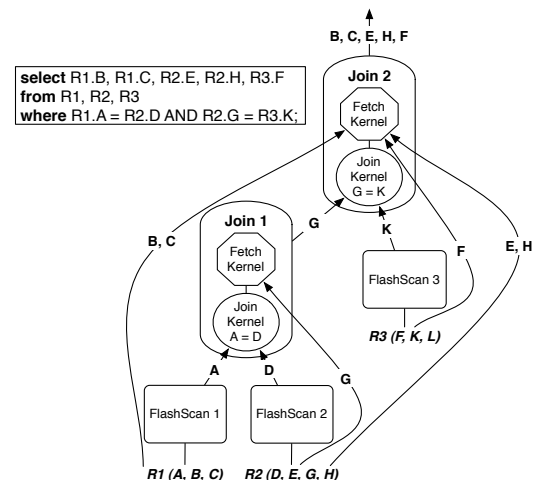 B, C, E, H, F
Join 2
select R1.B, R1.C, R2.E, R2.H, R3.F
from R1, R2, R3
where R1.A = R2.D AND R2.G = R3.K;
Fetch
Kernel
Join
Kernel
G = K
Join 1
G
K
B, C
F
E, H
Fetch
Kernel
FlashScan 3
Join
Kernel
A = D
R3 (F, K, L)
A
D
G
FlashScan 1
FlashScan 2
R1 (A, B, C)
R2 (D, E, G, H)